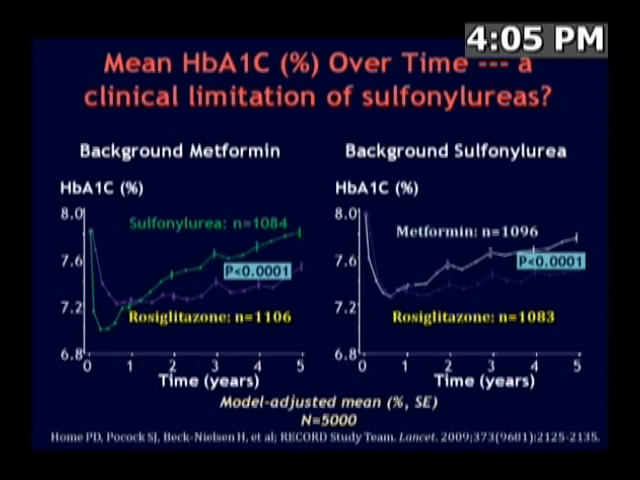 4:05 PM
Mean HbA1C (%) Over Time --- a
clinical limitation of sulfonylureas?
Background Metformin
HbA1C (%)
8.0
7.6
7.2
6.8
Sulfonylurea: n=1084
P<0.0001
Rosiglitazone: n=1106
0 1 2 3 4 5
Time (years)
Background Sulfonylurea
HbA1C (%)
8.0
7.6
7.2
6.8
Metformin: n=1096
P<0.0001
Rosiglitazone: n=1083
0 1 2 3 4 5
Time (years)
Model-adjusted mean (%, SE)
N=5000
Home PD, Pocock SJ, Beck-Nielsen H, et al; RECORD Study Team. Lancet. 2009;373(9681):2125-2135.